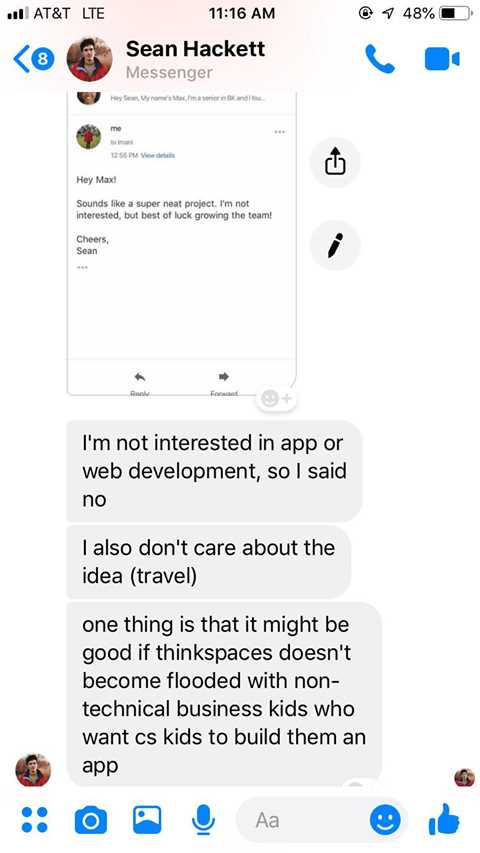 AT&T LTE 11:16 AM 48%
8 Sean Hackett
Messenger
Hey Sean, My name's Max, I'm a senior in BK and I fou...
me
to Imani
12:55 PM View details
Hey Max!
Sounds like a super neat project. I'm not
interested, but best of luck growing the team!
Cheers,
Sean
Reply Forward
I'm not interested in app or
web development, so I said
no
I also don't care about the
idea (travel)
one thing is that it might be
good if thinkspaces doesn't
become flooded with non-
technical business kids who
want cs kids to build them an
app
Aa